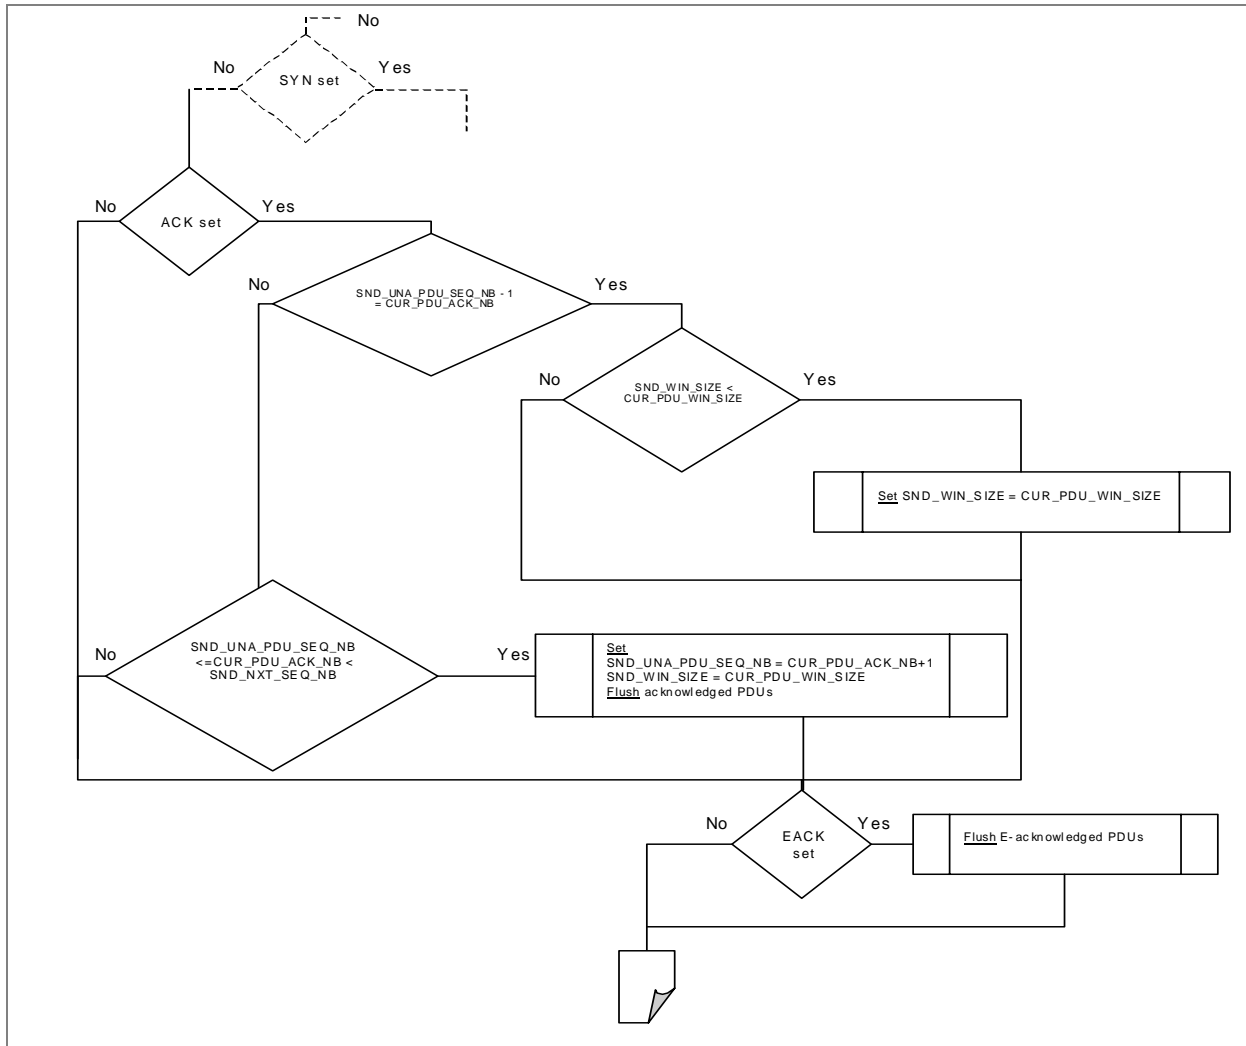 No
No
SYN set
Yes
No
ACK set
Yes
No
SND_UNA_PDU_SEQ_NB - 1
= CUR_PDU_ACK_NB
Yes
No
SND_WIN_SIZE <
CUR_PDU_WIN_SIZE
Yes
Set SND_WIN_SIZE = CUR_PDU_WIN_SIZE
No
SND_UNA_PDU_SEQ_NB
<=CUR_PDU_ACK_NB <
SND_NXT_SEQ_NB
Yes
Set
SND_UNA_PDU_SEQ_NB = CUR_PDU_ACK_NB+1
SND_WIN_SIZE = CUR_PDU_WIN_SIZE
Flush acknowledged PDUs
No
EACK
set
Yes
Flush E-acknowledged PDUs